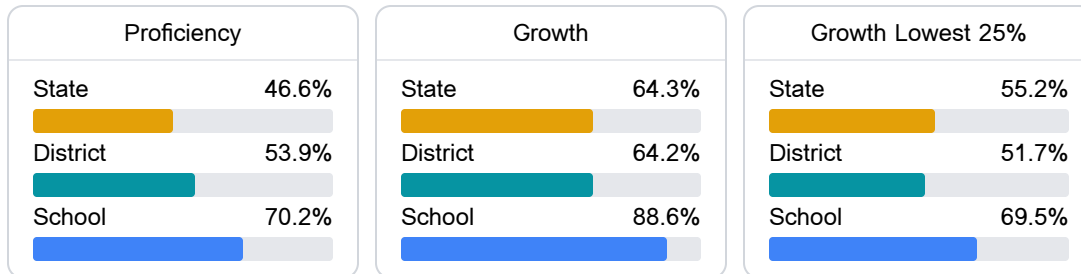 Proficiency
State 46.6%
District 53.9%
School 70.2%
Growth
State 64.3%
District 64.2%
School 88.6%
Growth Lowest 25%
State 55.2%
District 51.7%
School 69.5%